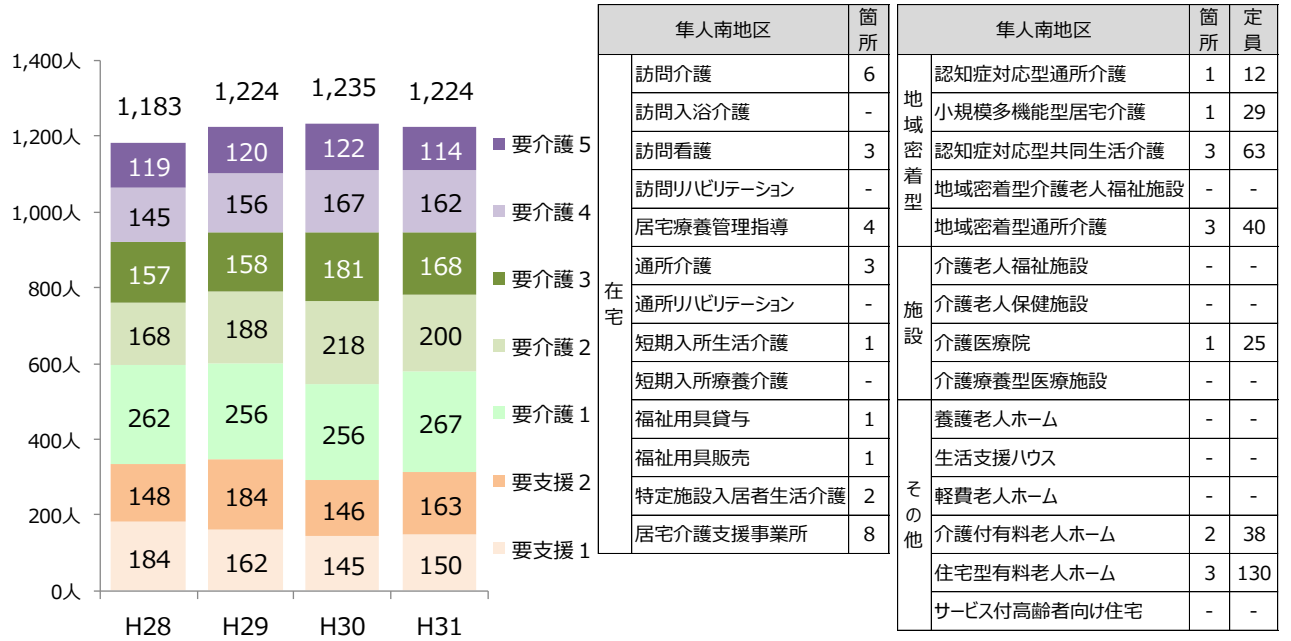 1,400人
1,200人
1,000人
800人
600人
400人
200人
0人
1,183
1,224
1,235
1,224
119
120
122
114
145
156
167
162
157
158
181
168
168
188
218
200
262
256
256
267
148
184
146
163
184
162
145
150
H28
H29
H30
H31
要介護5
要介護4
要介護3
要介護2
要介護1
要支援2
要支援1
隼人南地区 箇所
在宅
訪問介護 6
訪問入浴介護 -
訪問看護 3
訪問リハビリテーション -
居宅療養管理指導 4
通所介護 3
通所リハビリテーション -
短期入所生活介護 1
短期入所療養介護 -
福祉用具貸与 1
福祉用具販売 1
特定施設入居者生活介護 2
居宅介護支援事業所 8
隼人南地区 箇所 定員
地域密着型
認知症対応型通所介護 1 12
小規模多機能型居宅介護 1 29
認知症対応型共同生活介護 3 63
地域密着型介護老人福祉施設 - -
地域密着型通所介護 3 40
施設
介護老人福祉施設 - -
介護老人保健施設 - -
介護医療院 1 25
介護療養型医療施設 - -
その他
養護老人ホーム - -
生活支援ハウス - -
軽費老人ホーム - -
介護付有料老人ホーム 2 38
住宅型有料老人ホーム 3 130
サービス付高齢者向け住宅 - -